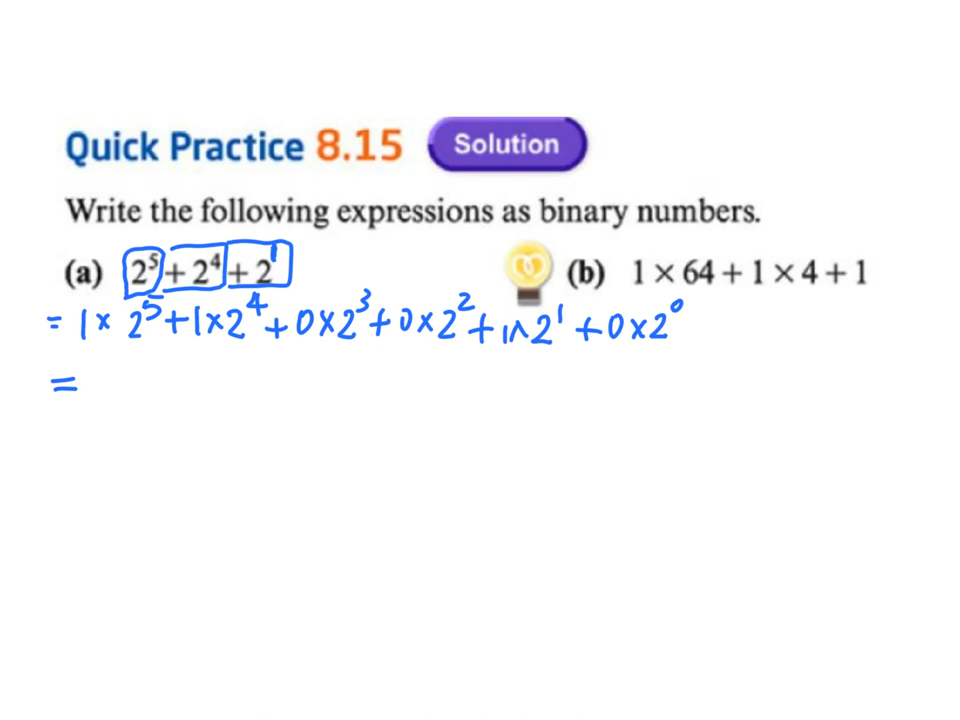 Quick Practice 8.15 Solution
Write the following expressions as binary numbers.
(a) 2⁵ + 2⁴ + 2¹ (b) 1 × 64 + 1 × 4 + 1
= 1 × 2⁵ + 1 × 2⁴ + 0 × 2³ + 0 × 2² + 1 × 2¹ + 0 × 2⁰
=